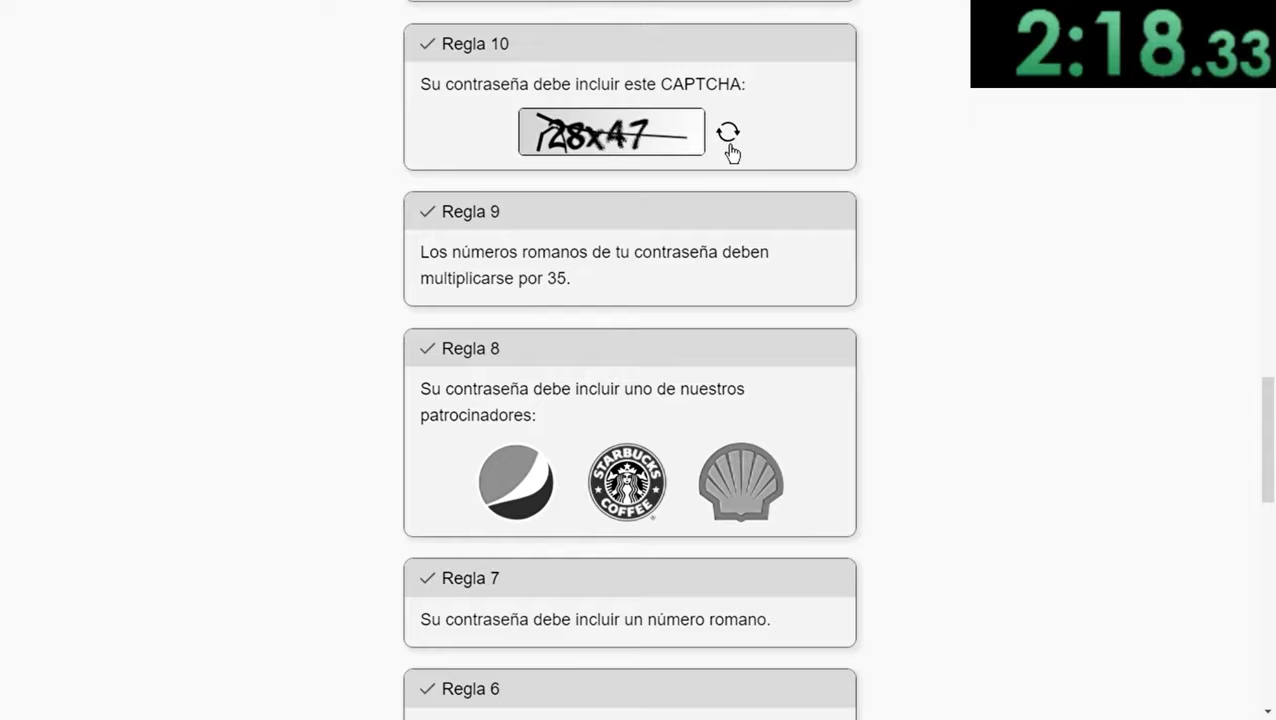 2:18.33
Regla 10
Su contraseña debe incluir este CAPTCHA:
728x47
Regla 9
Los números romanos de tu contraseña deben
multiplicarse por 35.
Regla 8
Su contraseña debe incluir uno de nuestros
patrocinadores:
STARBUCKS
COFFEE
Regla 7
Su contraseña debe incluir un número romano.
Regla 6